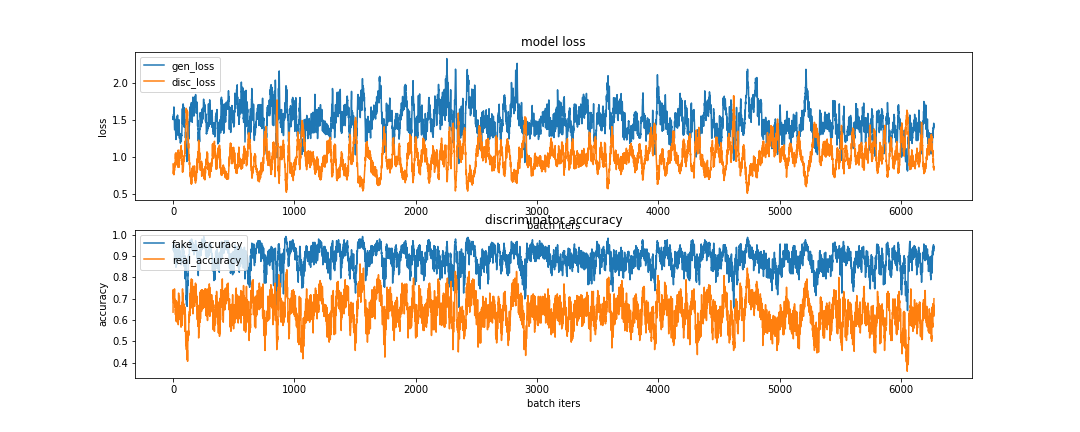 model loss
gen_loss
disc_loss
2.0
1.5
1.0
0.5
loss
0 1000 2000 3000 4000 5000 6000
batch iters
discriminator accuracy
fake_accuracy
real_accuracy
1.0
0.9
0.8
0.7
0.6
0.5
0.4
accuracy
0 1000 2000 3000 4000 5000 6000
batch iters